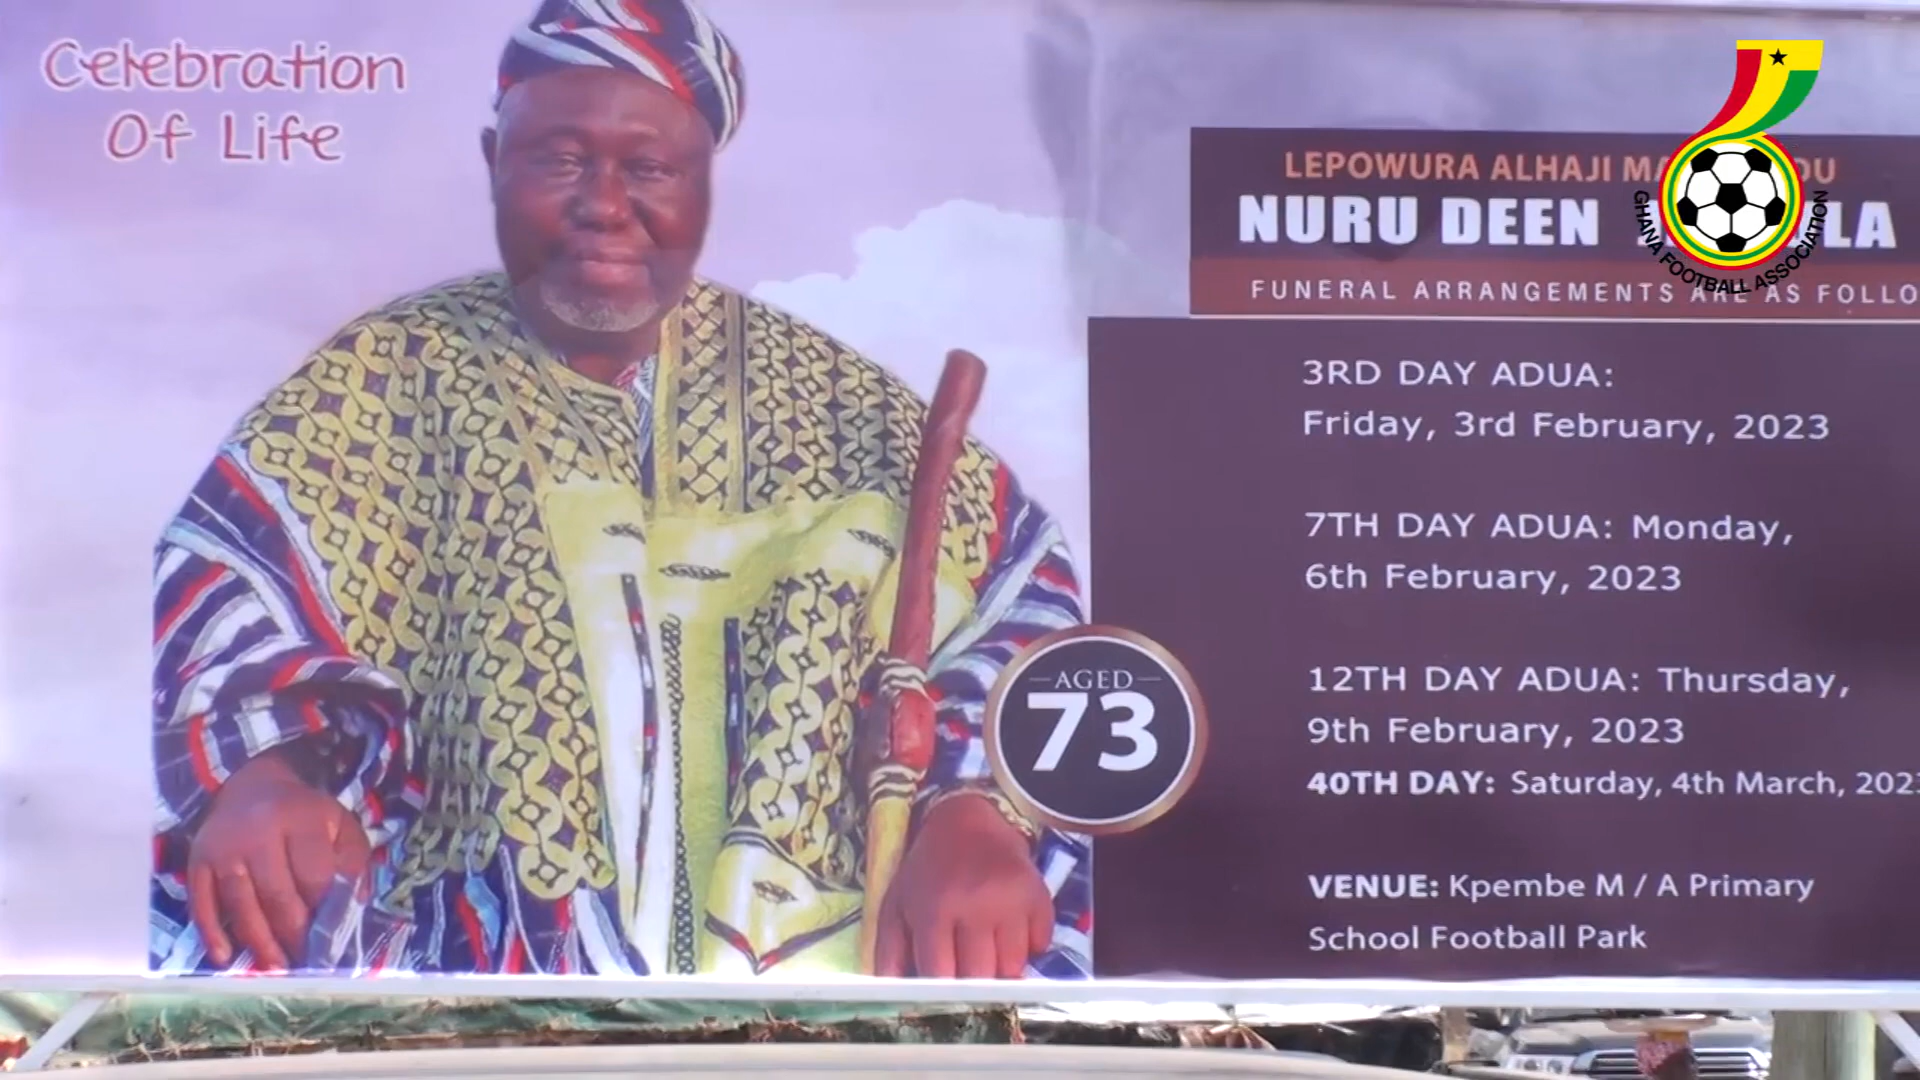 Celebration
Of Life
LEPOWURA ALHAJI
NURU DEEN
FUNERAL ARRANGEMENTS ARE AS
3RD DAY ADUA:
Friday, 3rd February, 2023
7TH DAY ADUA: Monday,
6th February, 2023
12TH DAY ADUA: Thursday,
9th February, 2023
40TH DAY: Saturday, 4th March,
VENUE: Kpembe M / A Primary
School Football Park
AGED
73
GHANA FOOTBALL ASSOCIATION